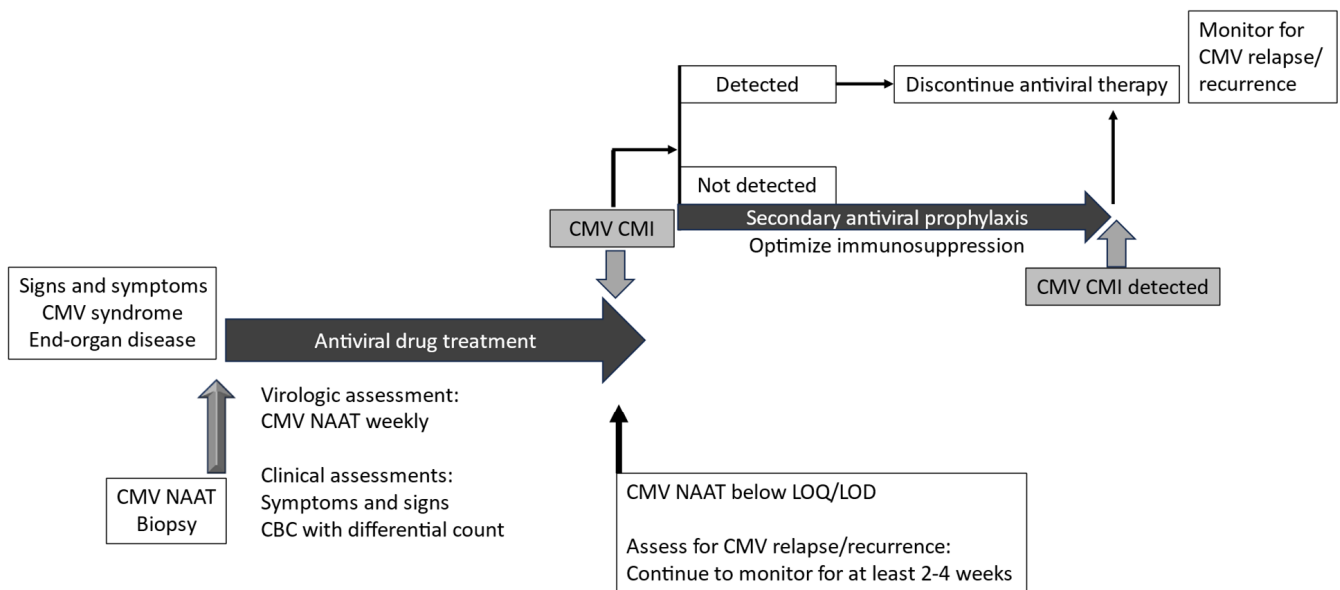 Monitor for
CMV relapse/
recurrence
Detected
Discontinue antiviral therapy
Not detected
CMV CMI
Secondary antiviral prophylaxis
Optimize immunosuppression
CMV CMI detected
Signs and symptoms
CMV syndrome
End-organ disease
Antiviral drug treatment
Virologic assessment:
CMV NAAT weekly
Clinical assessments:
Symptoms and signs
CBC with differential count
CMV NAAT
Biopsy
CMV NAAT below LOQ/LOD
Assess for CMV relapse/recurrence:
Continue to monitor for at least 2-4 weeks